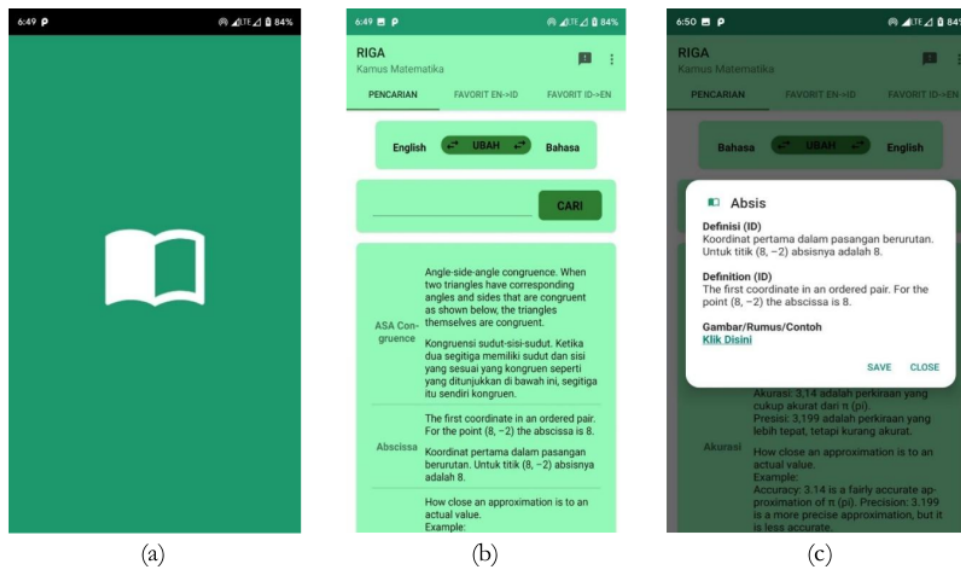 6:49
LTE 84%
(a)
6:49
LTE 84%
RIGA
Kamus Matematika
PENCARIAN FAVORIT EN->ID FAVORIT ID->EN
English UBAH Bahasa
CARI
Angle-side-angle congruence. When
two triangles have corresponding
angles and sides that are congruent
as shown below, the triangles
ASA Con- themselves are congruent.
gruence
Kongruensi sudut-sisi-sudut. Ketika
dua segitiga memiliki sudut dan sisi
yang sesuai yang kongruen seperti
yang ditunjukkan di bawah ini, segitiga
itu sendiri kongruen.
The first coordinate in an ordered pair.
For the point (8, −2) the abscissa is 8.
Abscissa
Koordinat pertama dalam pasangan
berurutan. Untuk titik (8, −2) absisnya
adalah 8.
How close an approximation is to an
actual value.
Example:
(b)
6:50
LTE 84%
RIGA
Kamus Matematika
PENCARIAN FAVORIT EN->ID FAVORIT ID->EN
Bahasa UBAH English
Absis
Definisi (ID)
Koordinat pertama dalam pasangan berurutan.
Untuk titik (8, −2) absisnya adalah 8.
Definition (ID)
The first coordinate in an ordered pair. For the
point (8, −2) the abscissa is 8.
Gambar/Rumus/Contoh
Klik Disini
SAVE CLOSE
Akurasi: 3,14 adalah perkiraan yang
cukup akurat dari π (pi).
Presisi: 3,199 adalah perkiraan yang
lebih tepat, tetapi kurang akurat.
Akurasi
How close an approximation is to an
actual value.
Example:
Accuracy: 3.14 is a fairly accurate ap-
proximation of π (pi). Precision: 3.199
is a more precise approximation, but it
is less accurate.
(c)